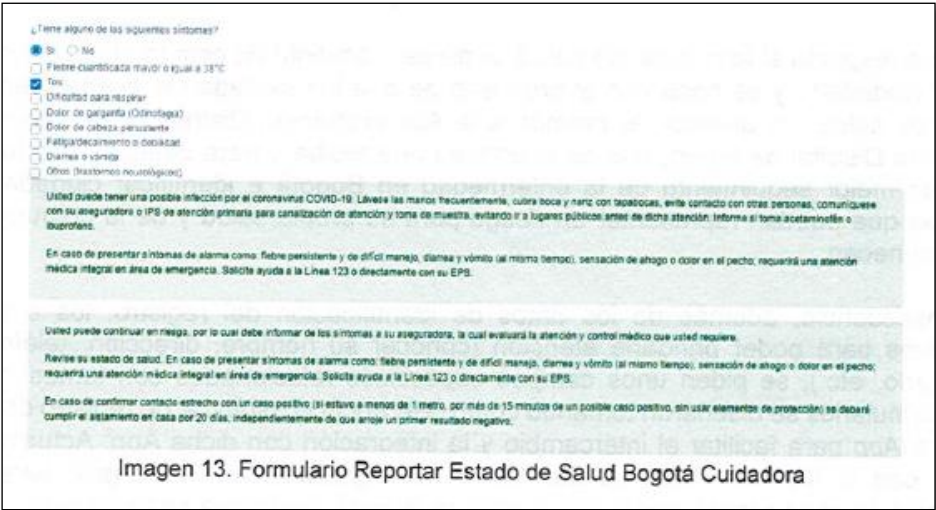 ¿Tiene alguno de los siguientes síntomas?
Si No
Fiebre cuantificada mayor o igual a 38°C
Tos
Dificultad para respirar
Dolor de garganta (Odinofagia)
Dolor de cabeza persistente
Fatiga/decaimiento o debilidad
Diarrea o vómito
Otros (trastornos neurológicos)
Usted puede tener una posible infección por el coronavirus COVID-19. Lávese las manos frecuentemente, cubra boca y nariz con tapabocas, evite contacto con otras personas, comuníquese
con su aseguradora o IPS de atención primaria para canalización de atención y toma de muestra, evitando ir a lugares públicos antes de dicha atención. Informe si toma acetaminofén o
ibuprofeno.
En caso de presentar síntomas de alarma como: fiebre persistente y de difícil manejo, diarrea y vómito (al mismo tiempo), sensación de ahogo o dolor en el pecho; requerirá una atención
médica integral en área de emergencia. Solicite ayuda a la Línea 123 o directamente con su EPS.
Usted puede continuar en riesgo, por lo cual debe informar de los síntomas a su aseguradora, la cual evaluará la atención y control médico que usted requiere.
Revise su estado de salud. En caso de presentar síntomas de alarma como: fiebre persistente y de difícil manejo, diarrea y vómito (al mismo tiempo), sensación de ahogo o dolor en el pecho;
requerirá una atención médica integral en área de emergencia. Solicite ayuda a la Línea 123 o directamente con su EPS.
En caso de confirmar contacto estrecho con un caso positivo (si estuvo a menos de 1 metro, por más de 15 minutos con el posible caso positivo, sin usar elementos de protección) se deberá
cumplir el aislamiento en casa por 20 días, independientemente de que arroje un primer resultado negativo.
Imagen 13. Formulario Reportar Estado de Salud Bogotá Cuidadora